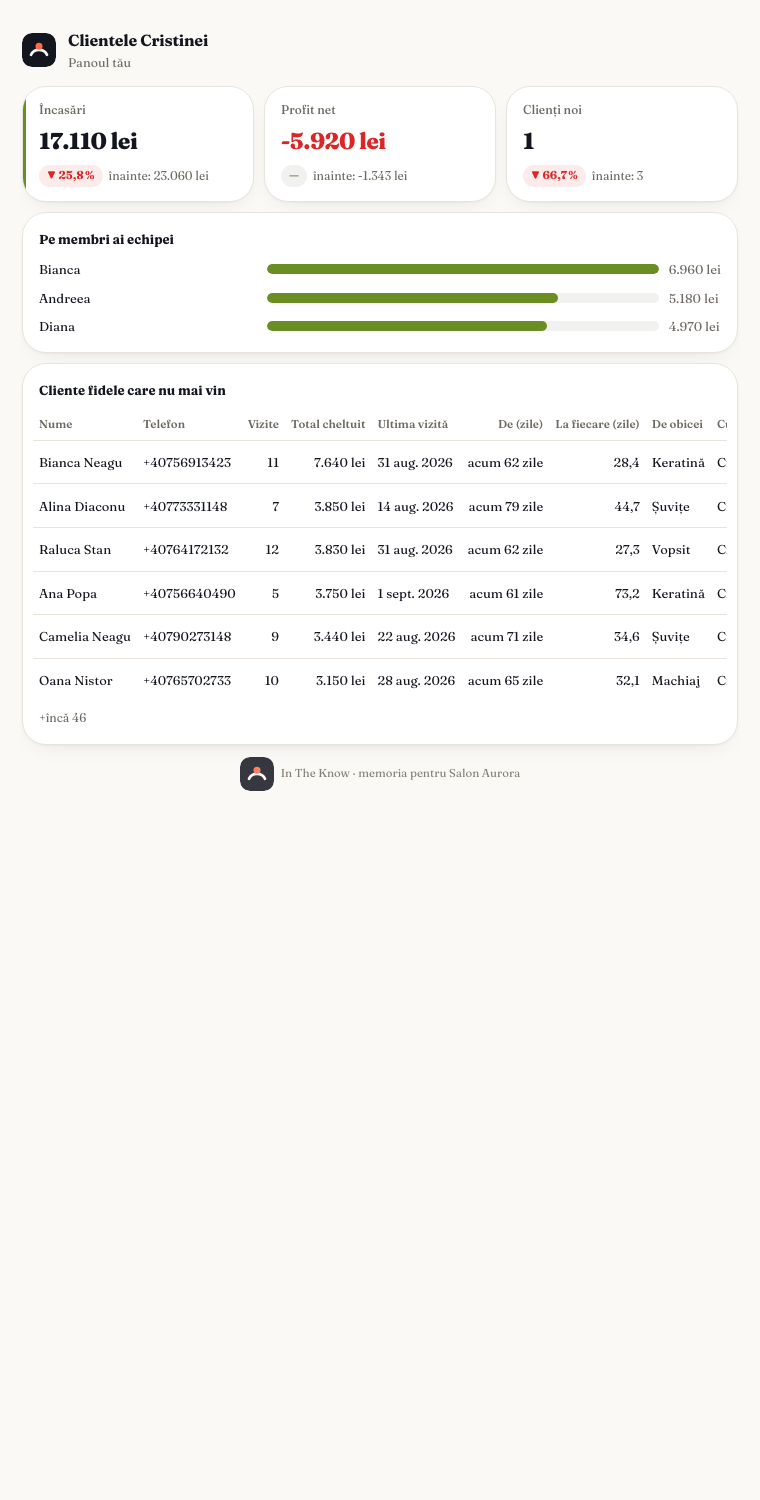 Clientele Cristinei
Panoul tău
Încasări
17.110 lei
▼ 25,8% înainte: 23.060 lei
Profit net
-5.920 lei
— înainte: -1.343 lei
Clienți noi
1
▼ 66,7% înainte: 3
Pe membri ai echipei
Bianca 6.960 lei
Andreea 5.180 lei
Diana 4.970 lei
Cliente fidele care nu mai vin
Nume Telefon Vizite Total cheltuit Ultima vizită De (zile) La fiecare (zile) De obicei
Bianca Neagu +40756913423 11 7.640 lei 31 aug. 2026 acum 62 zile 28,4 Keratină
Alina Diaconu +40773331148 7 3.850 lei 14 aug. 2026 acum 79 zile 44,7 Șuvițe
Raluca Stan +40764172132 12 3.830 lei 31 aug. 2026 acum 62 zile 27,3 Vopsit
Ana Popa +40756640490 5 3.750 lei 1 sept. 2026 acum 61 zile 73,2 Keratină
Camelia Neagu +40790273148 9 3.440 lei 22 aug. 2026 acum 71 zile 34,6 Șuvițe
Oana Nistor +40765702733 10 3.150 lei 28 aug. 2026 acum 65 zile 32,1 Machiaj
+încă 46
In The Know · memoria pentru Salon Aurora